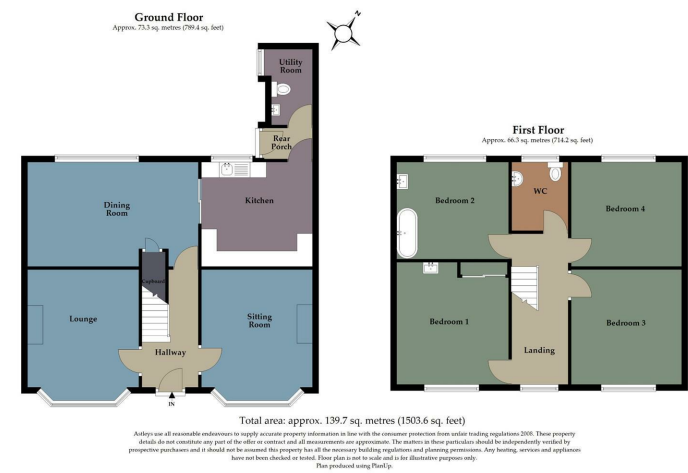 Ground Floor
Approx. 73.3 sq. metres (789.4 sq. feet)
N
Utility
Room
Rear
Porch
First Floor
Approx. 66.3 sq. metres (714.2 sq. feet)
Dining
Room
Kitchen
Bedroom 2
WC
Bedroom 4
Cupboard
Lounge
Sitting
Room
Hallway
Bedroom 1
Bedroom 3
Landing
IN
Total area: approx. 139.7 sq. metres (1503.6 sq. feet)
Astleys use all reasonable endeavours to supply accurate property information in line with the consumer protection from unfair trading regulations 2008. These property
details do not constitute any part of the offer or contract and all measurements are approximate. The matters in these particulars should be independently verified by
prospective purchasers and it should not be assumed this property has all the necessary building regulations and planning permissions. Any heating, services and appliances
have not been checked or tested. Floor plan is not to scale and is for illustrative purposes only.
Plan produced using PlanUp.